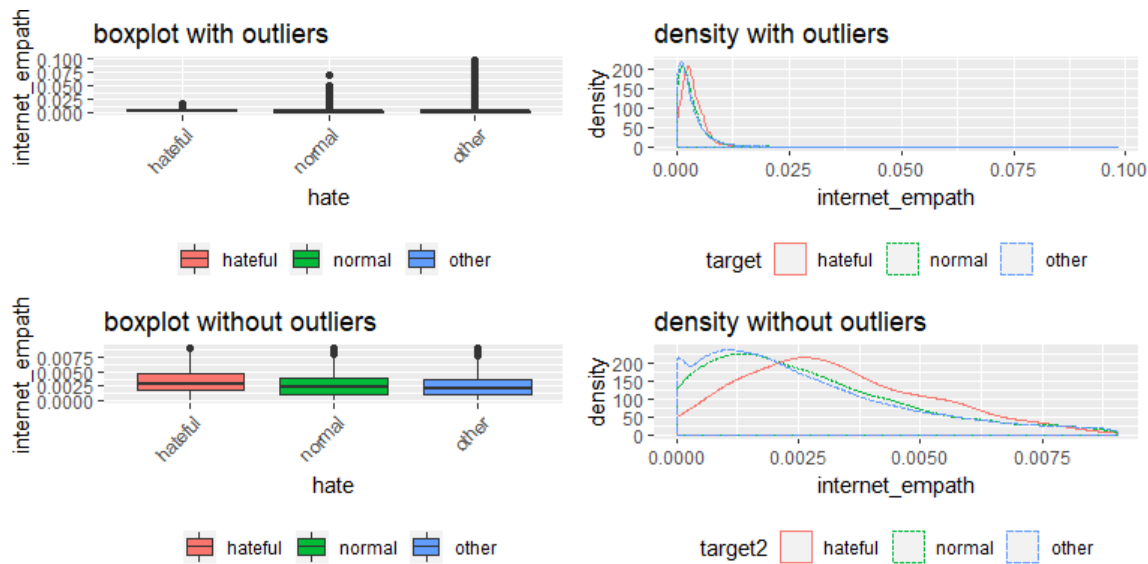 boxplot with outliers
internet_empath
0.100
0.075
0.050
0.025
0.000
hateful
normal
other
hate
hateful normal other
density with outliers
density
200
150
100
50
0
0.000 0.025 0.050 0.075 0.100
internet_empath
target hateful normal other
boxplot without outliers
internet_empath
0.0075
0.0050
0.0025
0.0000
hateful
normal
other
hate
hateful normal other
density without outliers
density
200
150
100
50
0
0.0000 0.0025 0.0050 0.0075
internet_empath
target2 hateful normal other